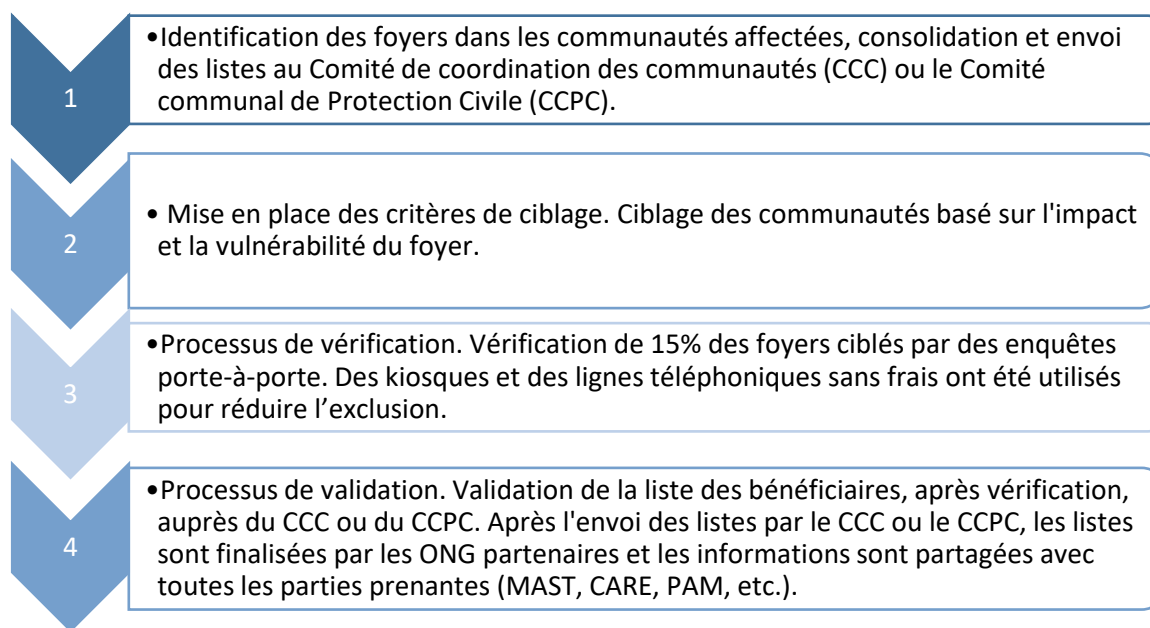 1
•Identification des foyers dans les communautés affectées, consolidation et envoi
des listes au Comité de coordination des communautés (CCC) ou le Comité
communal de Protection Civile (CCPC).
2
• Mise en place des critères de ciblage. Ciblage des communautés basé sur l'impact
et la vulnérabilité du foyer.
3
•Processus de vérification. Vérification de 15% des foyers ciblés par des enquêtes
porte-à-porte. Des kiosques et des lignes téléphoniques sans frais ont été utilisés
pour réduire l’exclusion.
4
•Processus de validation. Validation de la liste des bénéficiaires, après vérification,
auprès du CCC ou du CCPC. Après l'envoi des listes par le CCC ou le CCPC, les listes
sont finalisées par les ONG partenaires et les informations sont partagées avec
toutes les parties prenantes (MAST, CARE, PAM, etc.).